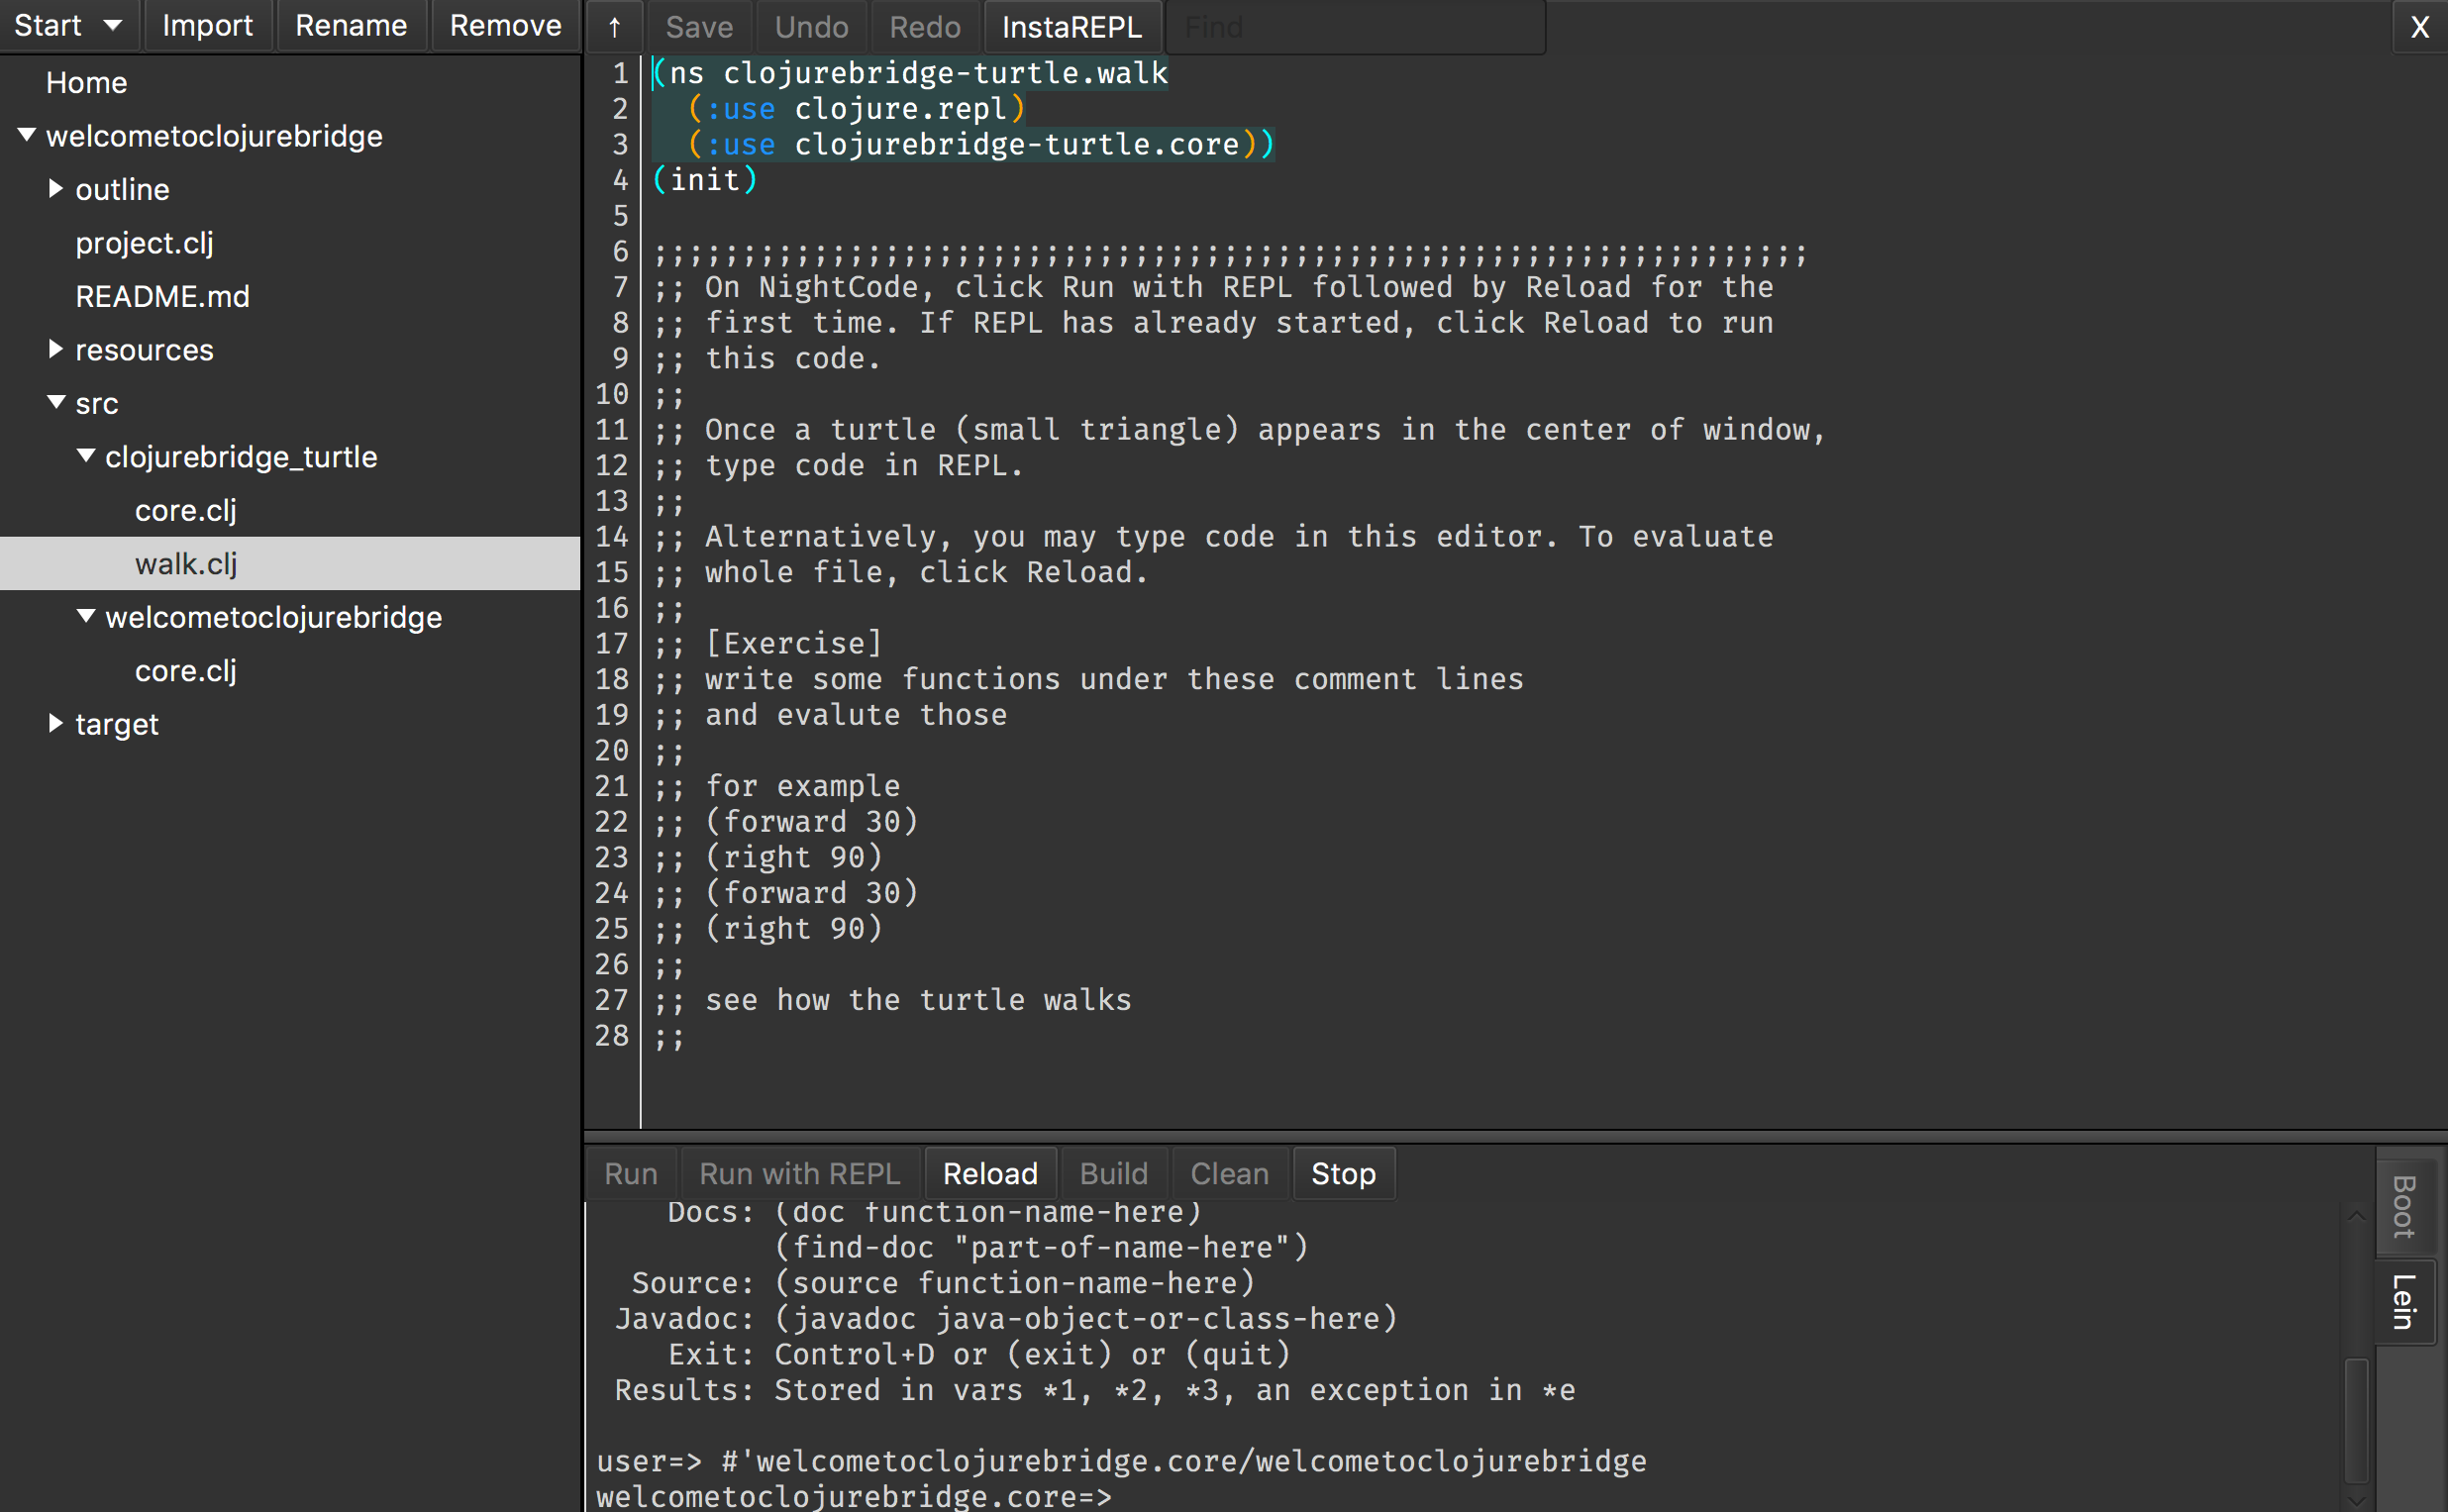 Start Import Rename Remove
Home
welcometoclojurebridge
outline
project.clj
README.md
resources
src
clojurebridge_turtle
core.clj
walk.clj
welcometoclojurebridge
core.clj
target
↑ Save Undo Redo InstaREPL Find X
1 (ns clojurebridge-turtle.walk
2   (:use clojure.repl)
3   (:use clojurebridge-turtle.core))
4 (init)
5
6 ;;;;;;;;;;;;;;;;;;;;;;;;;;;;;;;;;;;;;;;;;;;;;;;;;;;;;;;;;;;;;;;;;
7 ;; On NightCode, click Run with REPL followed by Reload for the
8 ;; first time. If REPL has already started, click Reload to run
9 ;; this code.
10 ;;
11 ;; Once a turtle (small triangle) appears in the center of window,
12 ;; type code in REPL.
13 ;;
14 ;; Alternatively, you may type code in this editor. To evaluate
15 ;; whole file, click Reload.
16 ;;
17 ;; [Exercise]
18 ;; write some functions under these comment lines
19 ;; and evalute those
20 ;;
21 ;; for example
22 ;; (forward 30)
23 ;; (right 90)
24 ;; (forward 30)
25 ;; (right 90)
26 ;;
27 ;; see how the turtle walks
28 ;;
Run Run with REPL Reload Build Clean Stop
Docs: (doc function-name-here)
(find-doc "part-of-name-here")
Source: (source function-name-here)
Javadoc: (javadoc java-object-or-class-here)
Exit: Control+D or (exit) or (quit)
Results: Stored in vars *1, *2, *3, an exception in *e
user=> #'welcometoclojurebridge.core/welcometoclojurebridge
welcometoclojurebridge.core=>
Boot
Lein